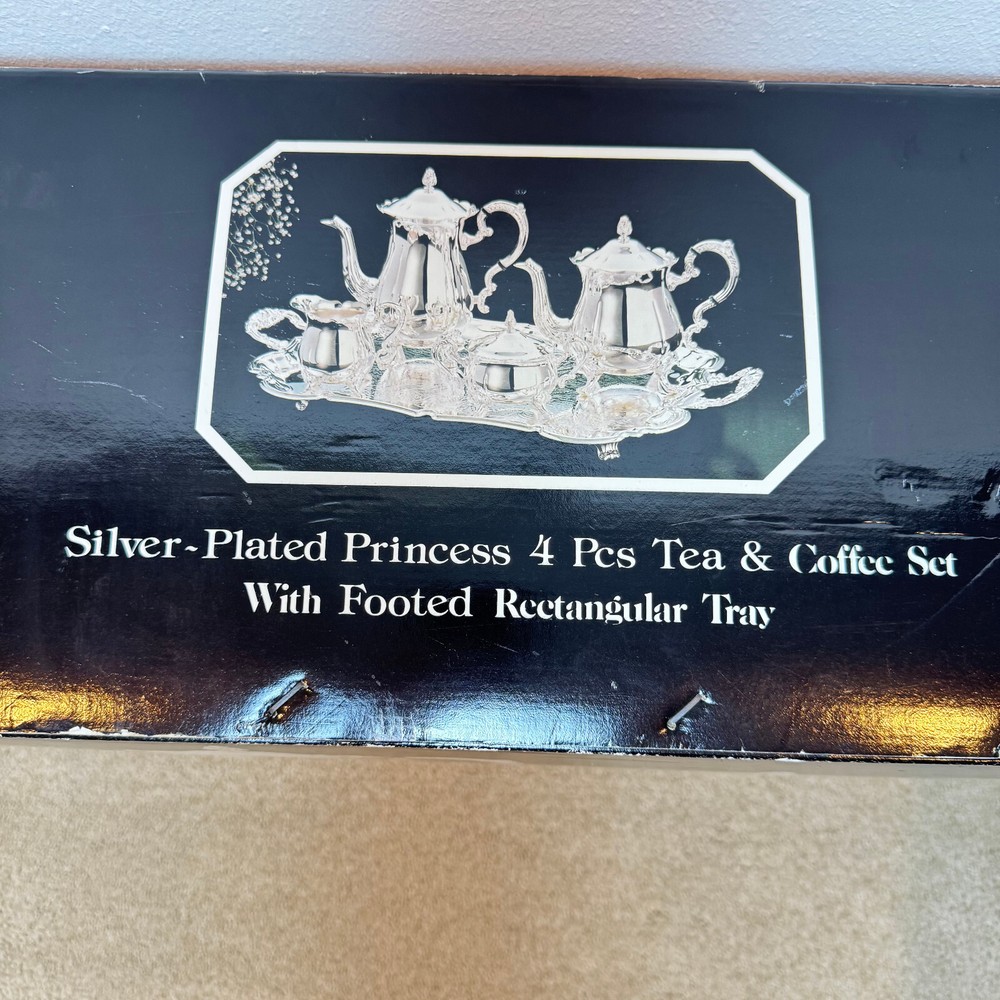 Silver-Plated Princess 4 Pcs Tea & Coffee Set
With Footed Rectangular Tray